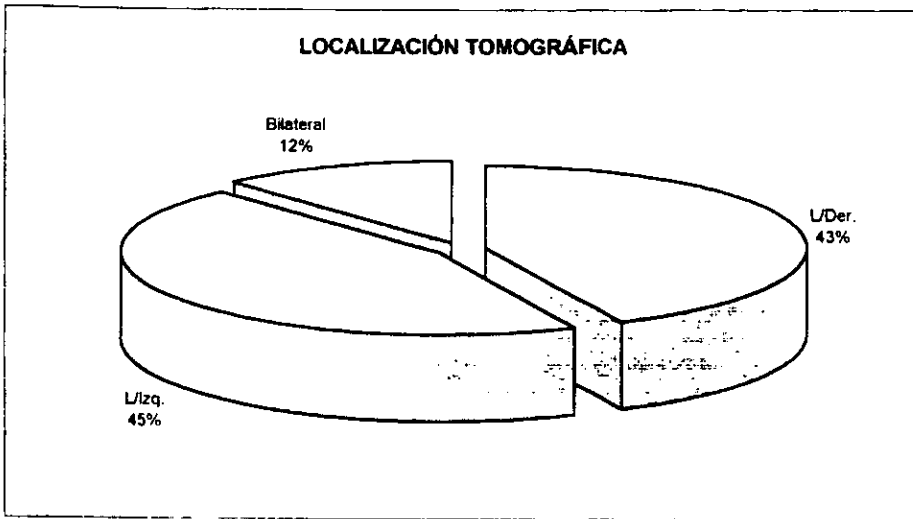 LOCALIZACIÓN TOMOGRÁFICA
Bilateral
12%
L/Der.
43%
L/Izq.
45%